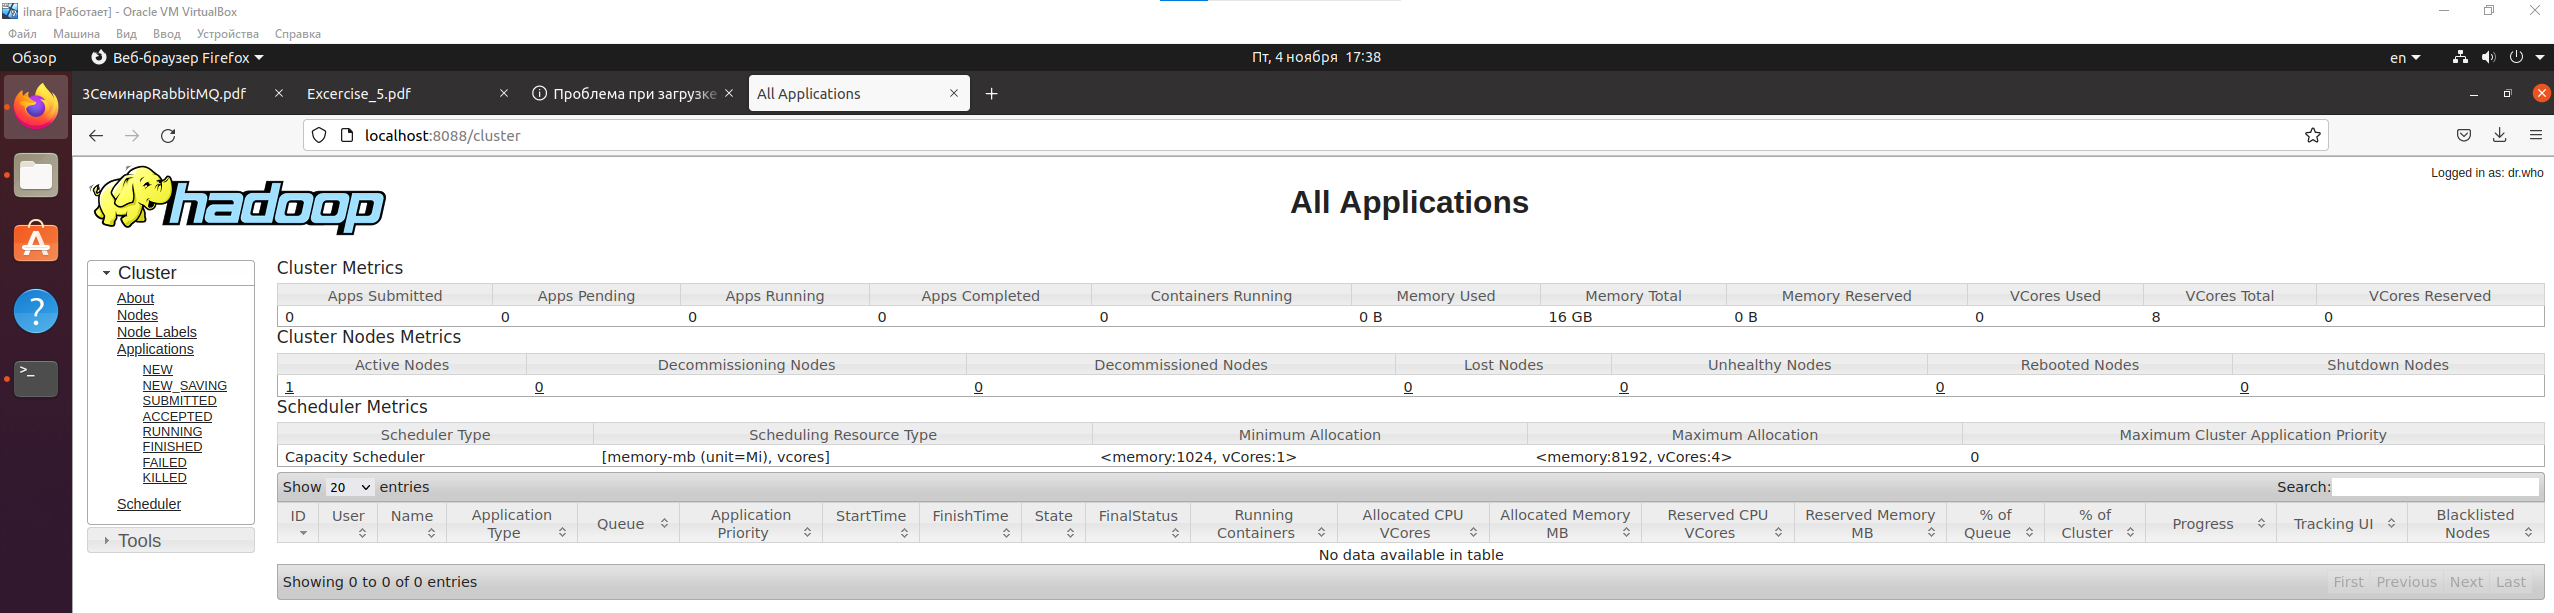 ilnara [Работает] - Oracle VM VirtualBox
Файл Машина Вид Ввод Устройства Справка
Обзор Веб-браузер Firefox Пт, 4 ноября 17:38 en
3СеминарRabbitMQ.pdf Excercise_5.pdf Проблема при загрузке All Applications
localhost:8088/cluster
Logged in as: dr.who
hadoop
All Applications
Cluster
About
Nodes
Node Labels
Applications
NEW
NEW_SAVING
SUBMITTED
ACCEPTED
RUNNING
FINISHED
FAILED
KILLED
Scheduler
Tools
Cluster Metrics
Apps Submitted Apps Pending Apps Running Apps Completed Containers Running Memory Used Memory Total Memory Reserved VCores Used VCores Total VCores Reserved
0 0 0 0 0 0 B 16 GB 0 B 0 8 0
Cluster Nodes Metrics
Active Nodes Decommissioning Nodes Decommissioned Nodes Lost Nodes Unhealthy Nodes Rebooted Nodes Shutdown Nodes
1 0 0 0 0 0 0
Scheduler Metrics
Scheduler Type Scheduling Resource Type Minimum Allocation Maximum Allocation Maximum Cluster Application Priority
Capacity Scheduler [memory-mb (unit=Mi), vcores] <memory:1024, vCores:1> <memory:8192, vCores:4> 0
Show 20 entries Search:
ID User Name Application Type Queue Application Priority StartTime FinishTime State FinalStatus Running Containers Allocated CPU VCores Allocated Memory MB Reserved CPU VCores Reserved Memory MB % of Queue % of Cluster Progress Tracking UI Blacklisted Nodes
No data available in table
Showing 0 to 0 of 0 entries First Previous Next Last